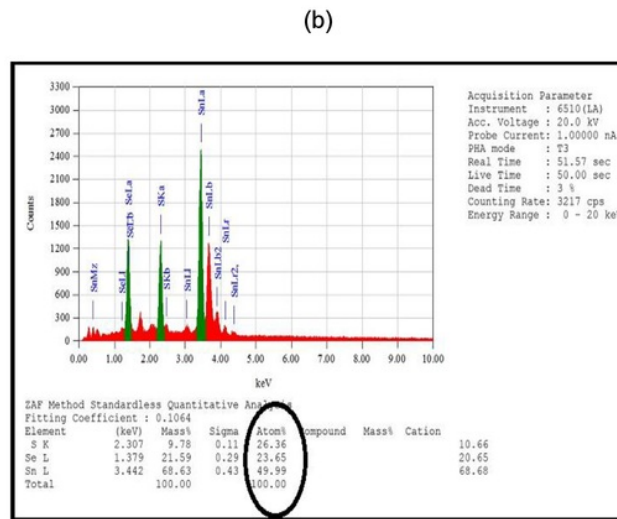 (b)
3300
3000
2700
2400
2100
1800
1500
1200
900
600
300
0
Counts
SnMz
SeLl
SeLb
SeLa
SKa
SKb
SnLl
SnLa
SnLb
SnLb2
SnLr
SnLr2,
0.00 1.00 2.00 3.00 4.00 5.00 6.00 7.00 8.00 9.00 10.00
keV
Acquisition Parameter
Instrument : 6510(LA)
Acc. Voltage : 20.0 kV
Probe Current: 1.00000 nA
PHA mode : T3
Real Time : 51.57 sec
Live Time : 50.00 sec
Dead Time : 3 %
Counting Rate: 3217 cps
Energy Range : 0 - 20 keV
ZAF Method Standardless Quantitative Analysis
Fitting Coefficient : 0.1064
Element (keV) Mass% Sigma Atom% Compound Mass% Cation
S K 2.307 9.78 0.11 26.36 10.66
Se L 1.379 21.59 0.29 23.65 20.65
Sn L 3.442 68.63 0.43 49.99 68.68
Total 100.00 100.00